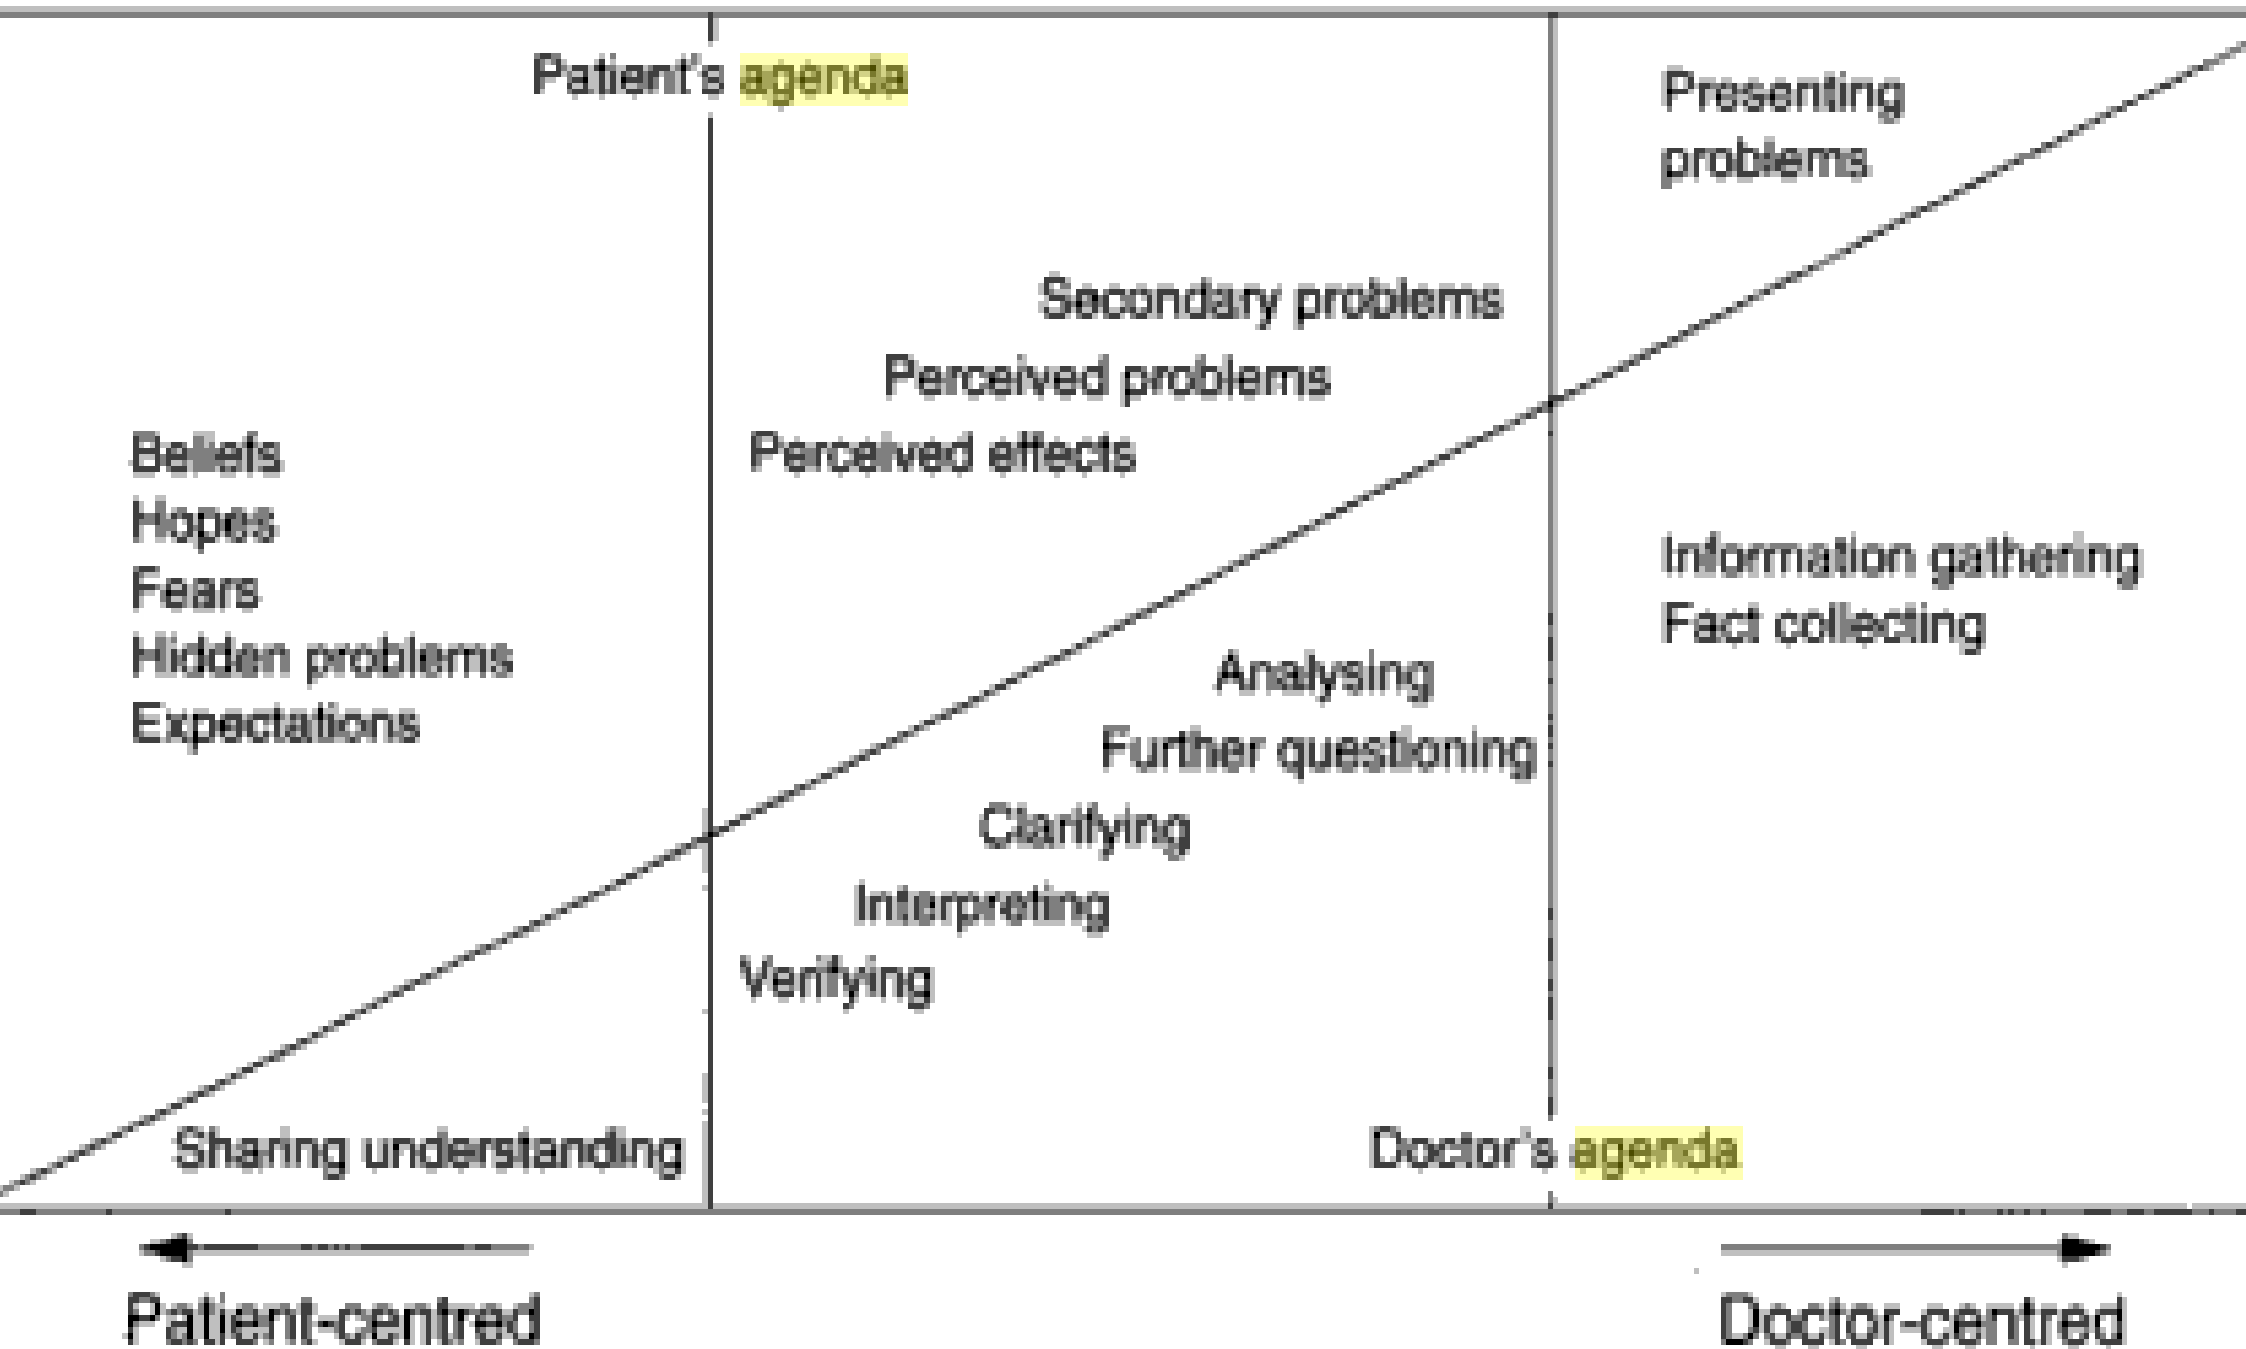 Patient's agenda
Presenting
problems
Secondary problems
Perceived problems
Perceived effects
Beliefs
Hopes
Fears
Hidden problems
Expectations
Information gathering
Fact collecting
Analysing
Further questioning
Clarifying
Interpreting
Verifying
Sharing understanding
Doctor's agenda
Patient-centred
Doctor-centred